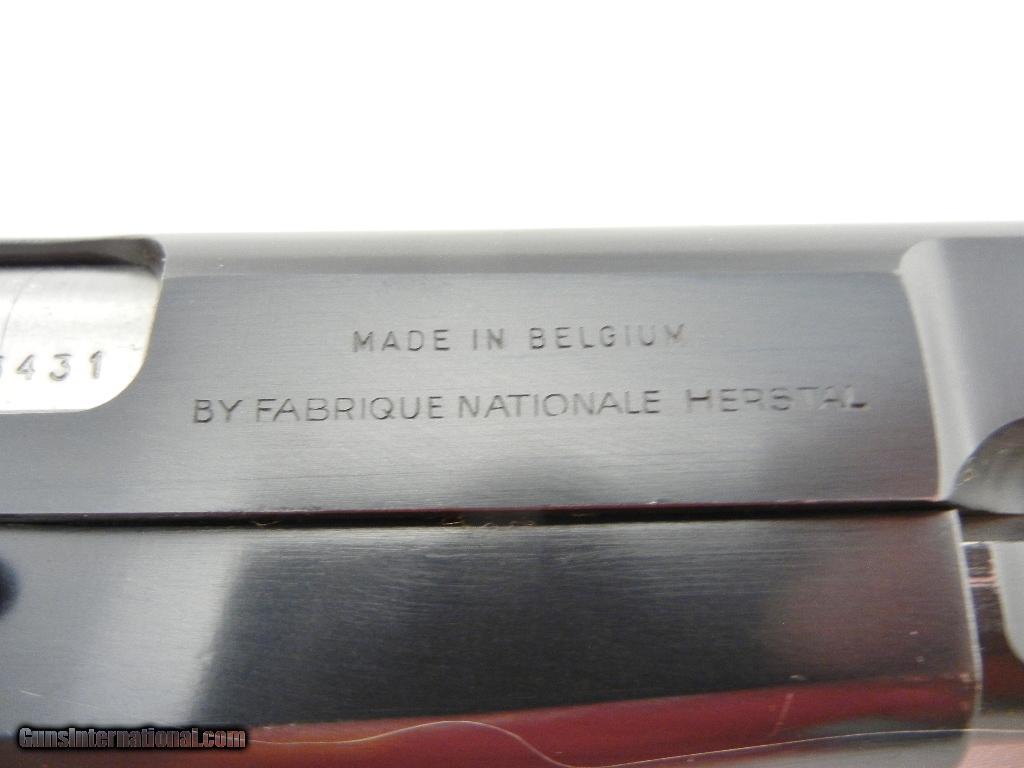 MADE IN BELGIUM
BY FABRIQUE NATIONALE HERSTAL
431
GunsInternational.com